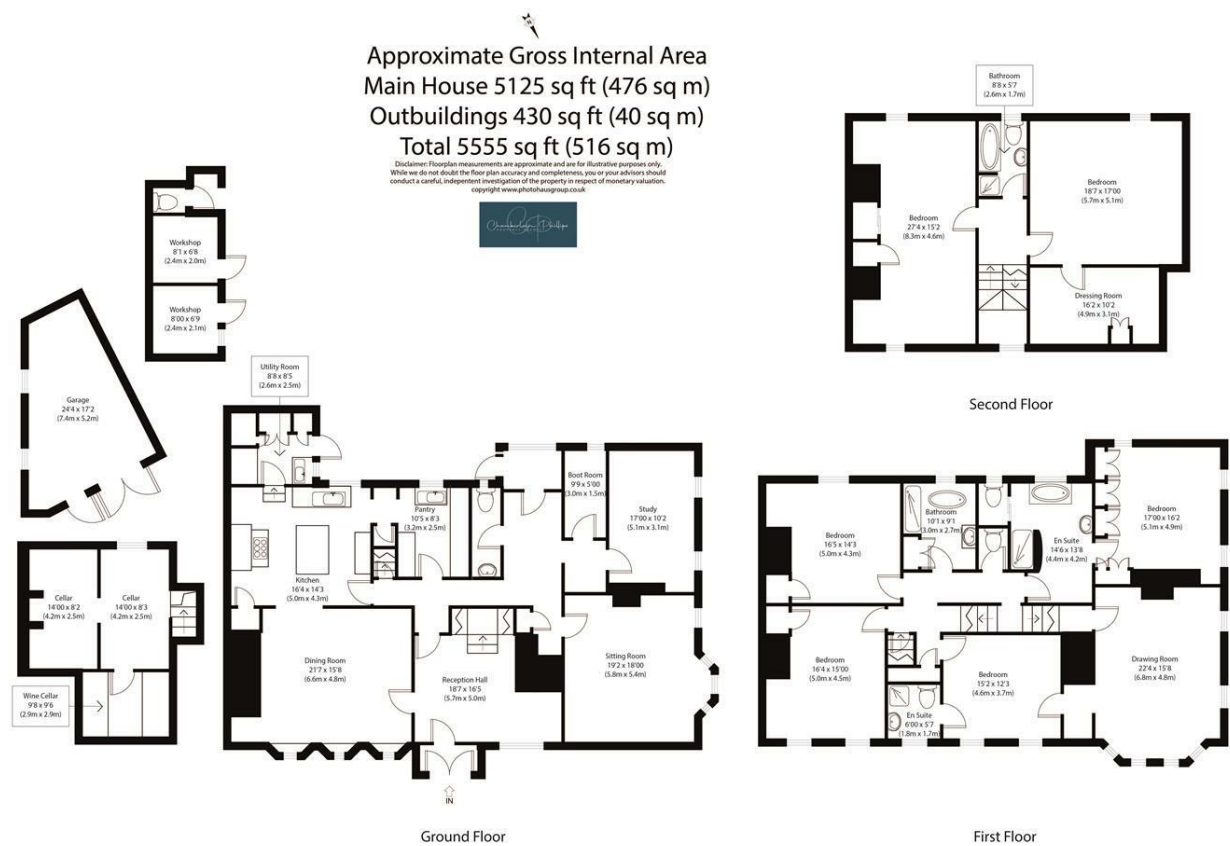 N
Approximate Gross Internal Area
Main House 5125 sq ft (476 sq m)
Outbuildings 430 sq ft (40 sq m)
Total 5555 sq ft (516 sq m)
Disclaimer: Floorplan measurements are approximate and are for illustrative purposes only.
While we do not doubt the floor plan accuracy and completeness, you or your advisors should
conduct a careful, independent investigation of the property in respect of monetary valuation.
copyright www.photohausgroup.co.uk
Chamberlain Phillips
Workshop
8'1 x 6'8
(2.4m x 2.0m)
Workshop
8'00 x 6'9
(2.4m x 2.1m)
Garage
24'4 x 17'2
(7.4m x 5.2m)
Cellar
14'00 x 8'2
(4.2m x 2.5m)
Cellar
14'00 x 8'3
(4.2m x 2.5m)
Wine Cellar
9'8 x 9'6
(2.9m x 2.9m)
Utility Room
8'8 x 8'5
(2.6m x 2.5m)
Pantry
10'5 x 8'3
(3.2m x 2.5m)
Boot Room
9'9 x 5'00
(3.0m x 1.5m)
Study
17'00 x 10'2
(5.1m x 3.1m)
Kitchen
16'4 x 14'3
(5.0m x 4.3m)
Dining Room
21'7 x 15'8
(6.6m x 4.8m)
Reception Hall
18'7 x 16'5
(5.7m x 5.0m)
Sitting Room
19'2 x 18'00
(5.8m x 5.4m)
IN
Ground Floor
Bathroom
8'8 x 5'7
(2.6m x 1.7m)
Bedroom
27'4 x 15'2
(8.3m x 4.6m)
Bedroom
18'7 x 17'00
(5.7m x 5.1m)
Dressing Room
16'2 x 10'2
(4.9m x 3.1m)
Second Floor
Bedroom
16'5 x 14'3
(5.0m x 4.3m)
Bathroom
10'1 x 9'1
(3.0m x 2.7m)
En Suite
14'6 x 13'8
(4.4m x 4.2m)
Bedroom
17'00 x 16'2
(5.1m x 4.9m)
Bedroom
16'4 x 15'00
(5.0m x 4.5m)
En Suite
6'00 x 5'7
(1.8m x 1.7m)
Bedroom
15'2 x 12'3
(4.6m x 3.7m)
Drawing Room
22'4 x 15'8
(6.8m x 4.8m)
First Floor